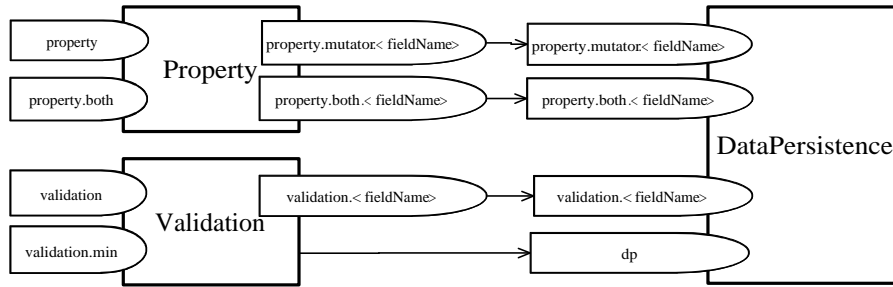 property
property.mutator.< fieldName>
property.mutator.< fieldName>
Property
property.both
property.both.< fieldName>
property.both.< fieldName>
DataPersistence
validation
validation.< fieldName>
validation.< fieldName>
Validation
validation.min
dp